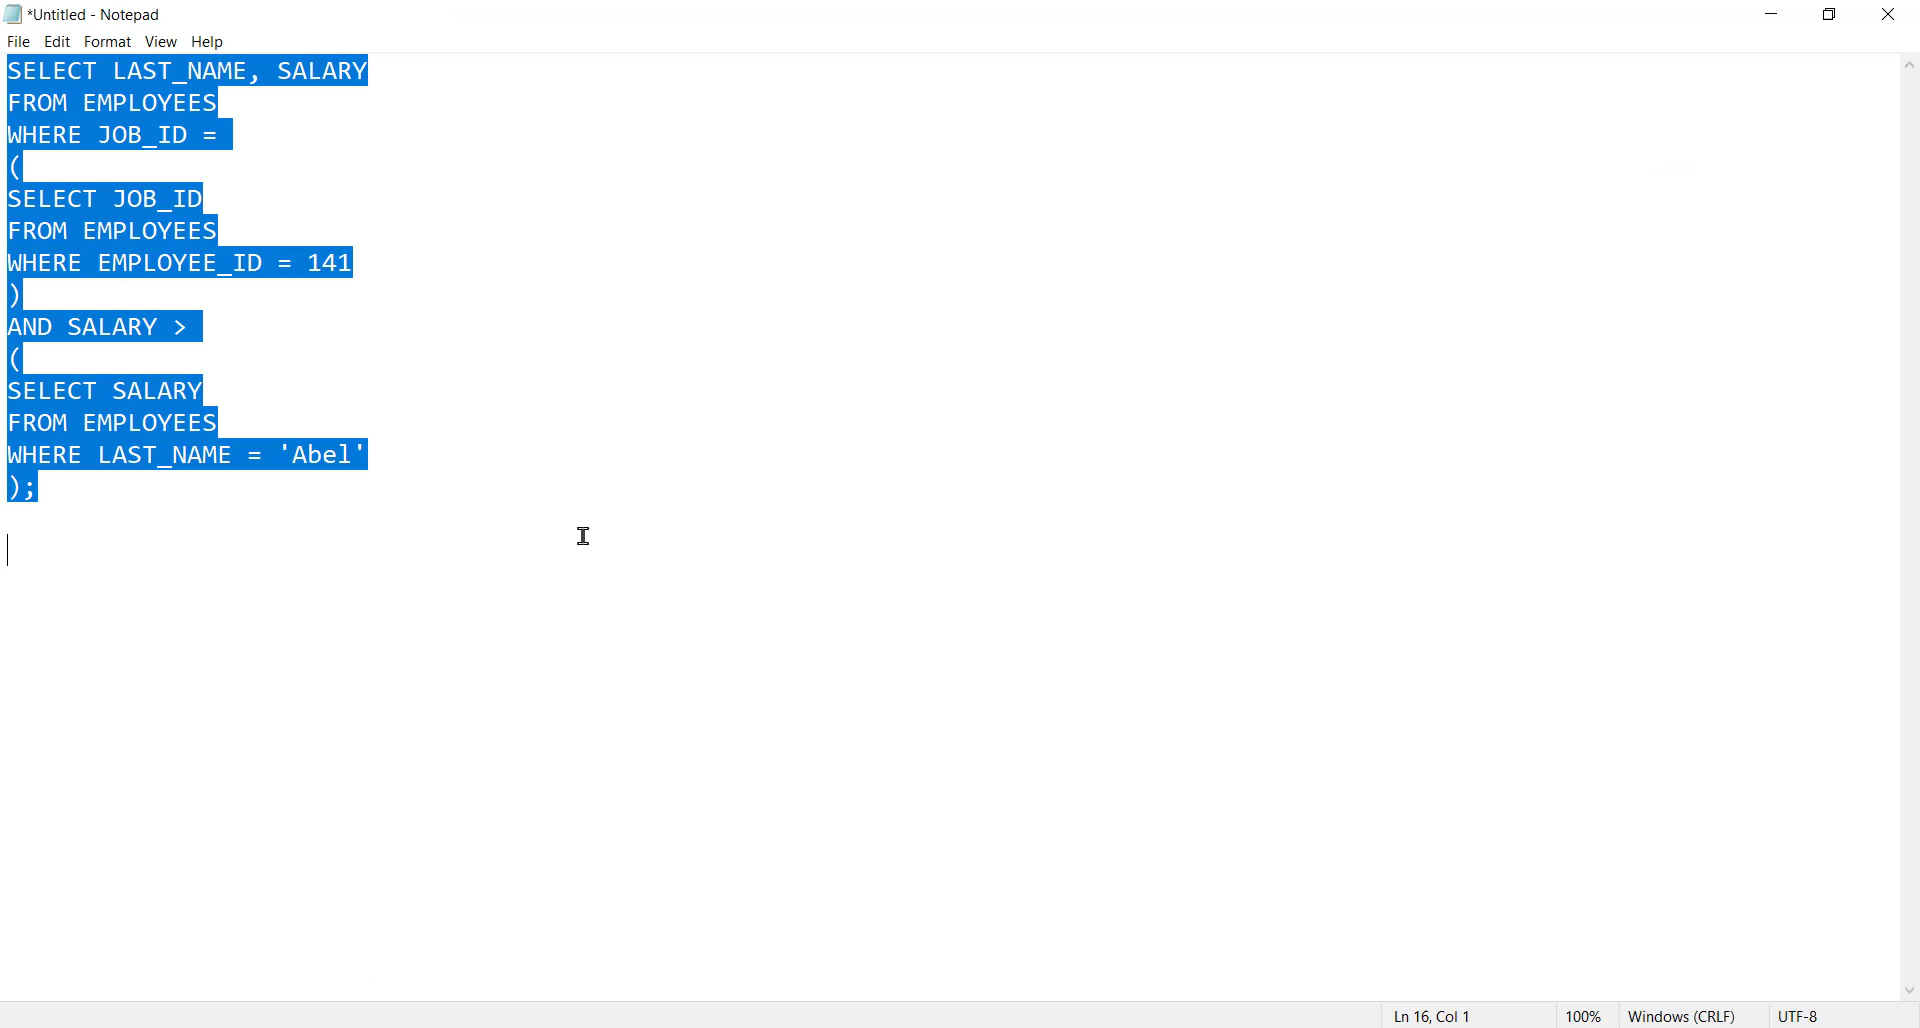 *Untitled - Notepad
File Edit Format View Help
SELECT LAST_NAME, SALARY
FROM EMPLOYEES
WHERE JOB_ID =
(
SELECT JOB_ID
FROM EMPLOYEES
WHERE EMPLOYEE_ID = 141
)
AND SALARY >
(
SELECT SALARY
FROM EMPLOYEES
WHERE LAST_NAME = 'Abel'
);
Ln 16, Col 1 100% Windows (CRLF) UTF-8